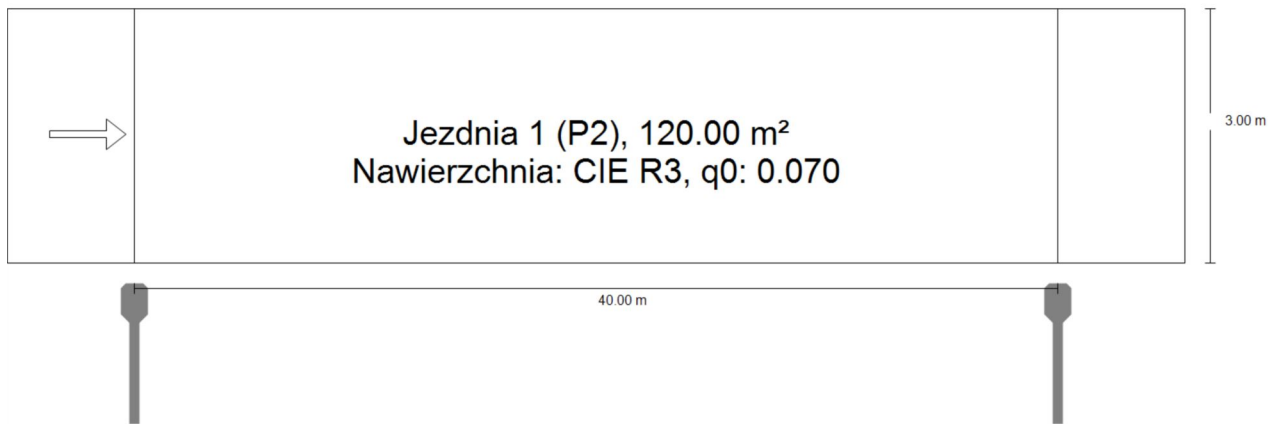 Jezdnia 1 (P2), 120.00 m²
Nawierzchnia: CIE R3, q0: 0.070
3.00 m
40.00 m